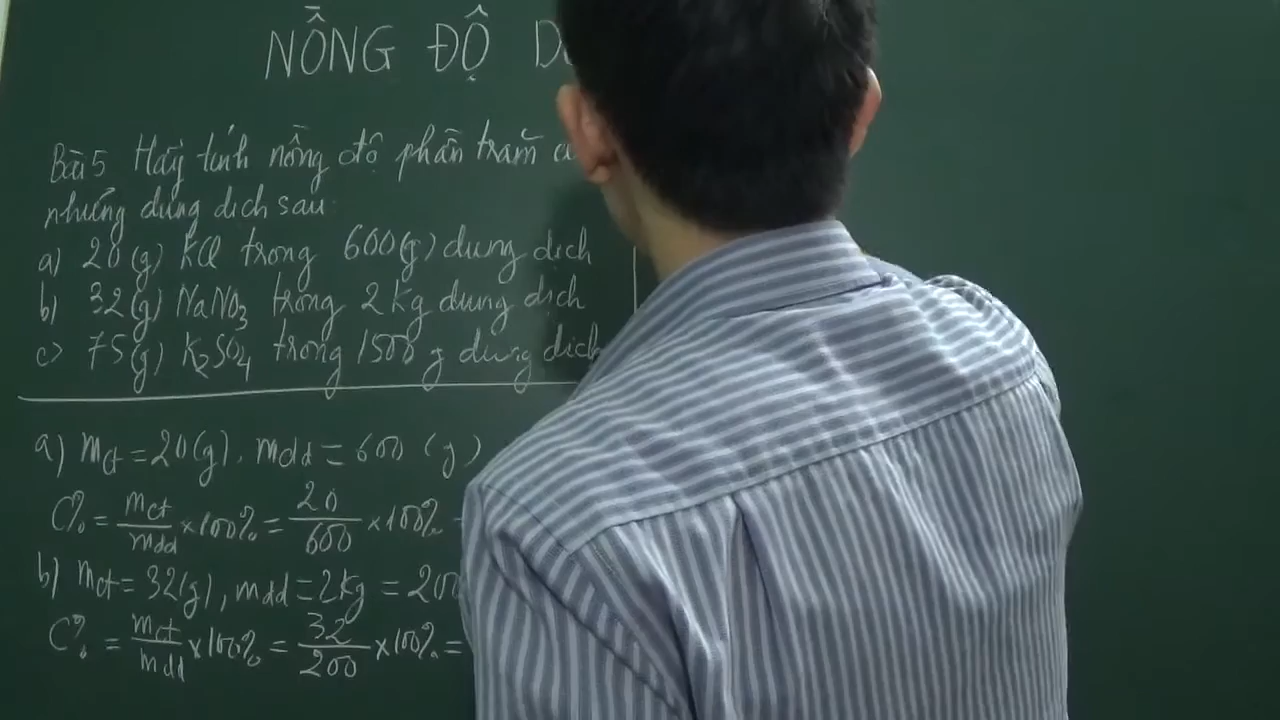 NỒNG ĐỘ
Bài 5 Hãy tính nồng độ phần trăm
những dung dịch sau:
a) 20 (g) KCl trong 600(g) dung dịch
b) 32(g) NaNO3 trong 2 kg dung dịch
c) 75(g) K2SO4 trong 1500 g dung dịch
a) mct = 20(g), mdd = 600 (g)
C% = mct/mdd x 100% = 20/600 x 100%
b) mct = 32(g), mdd = 2kg = 200
C% = mct/mdd x 100% = 32/200 x 100% =